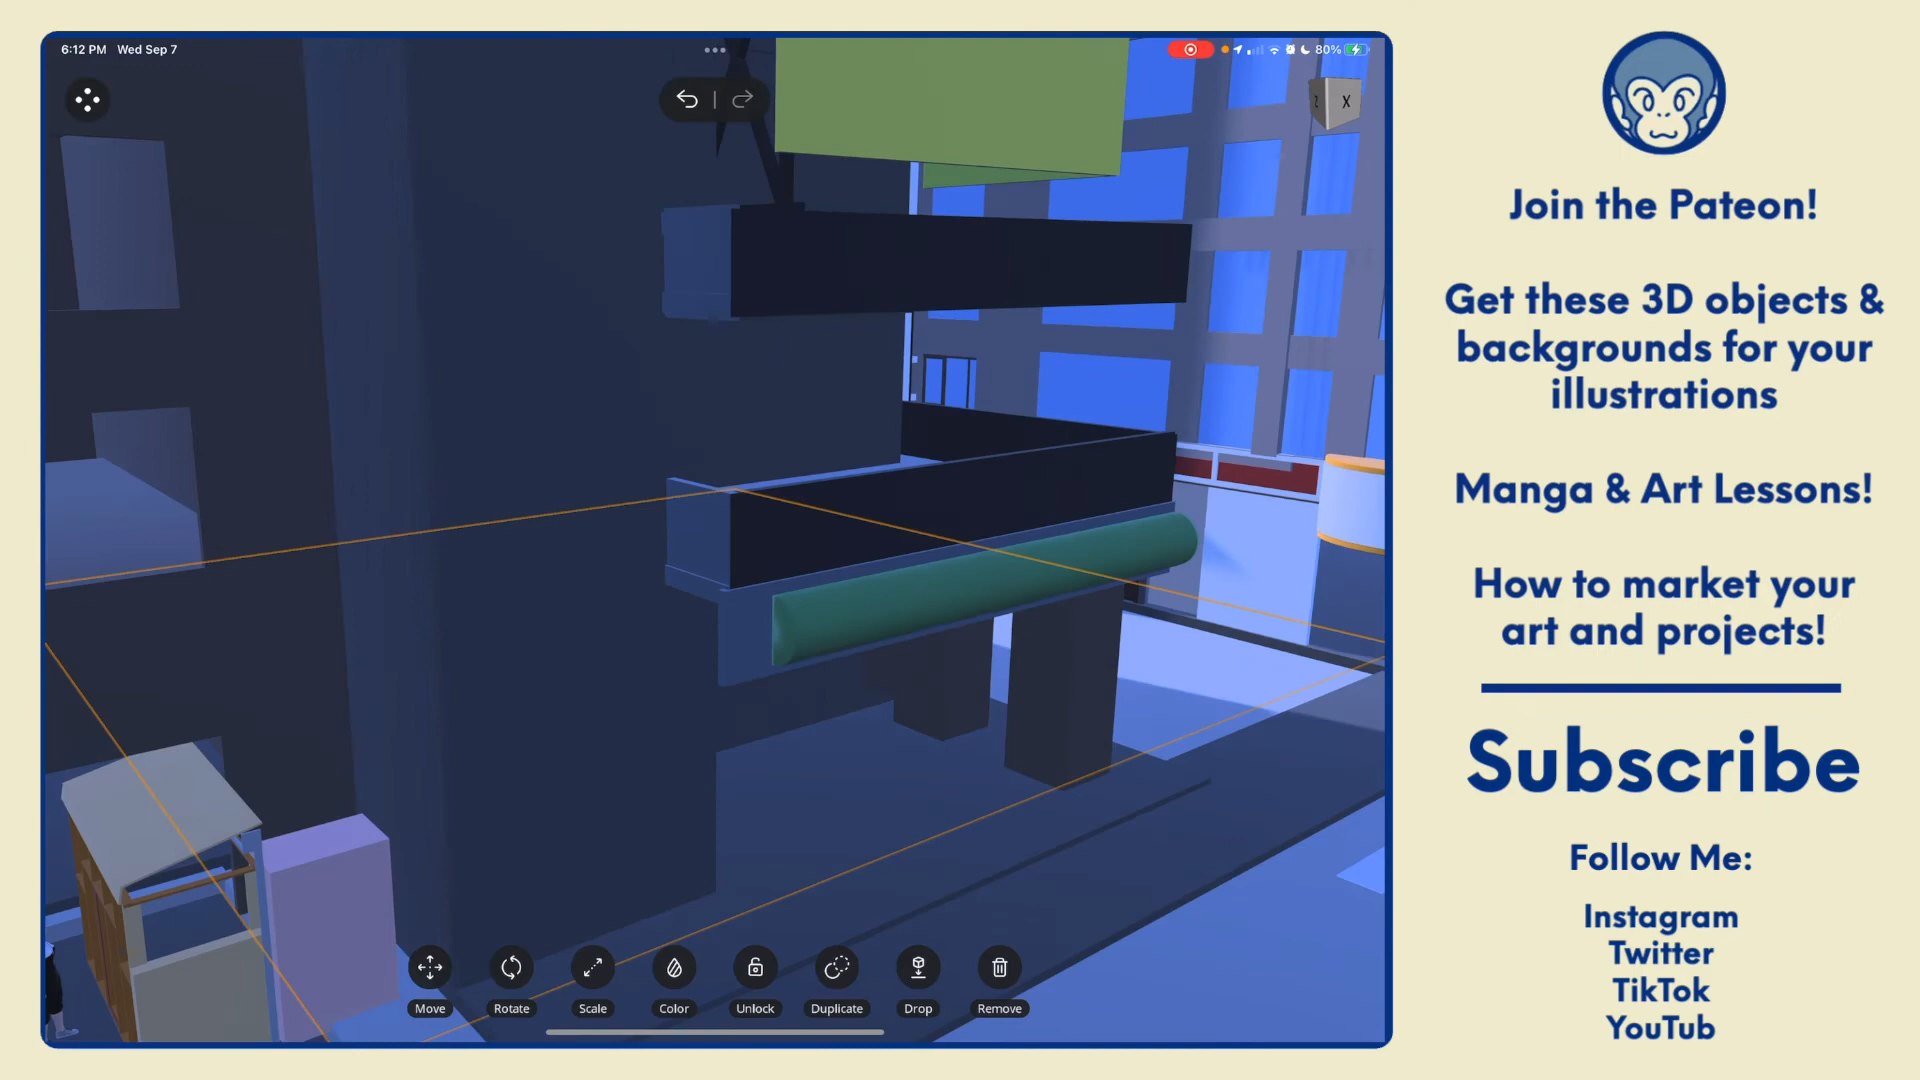 6:12 PM Wed Sep 7
80%
Z X
Join the Pateon!
Get these 3D objects &
backgrounds for your
illustrations
Manga & Art Lessons!
How to market your
art and projects!
Subscribe
Follow Me:
Instagram
Twitter
TikTok
YouTub
Move Rotate Scale Color Unlock Duplicate Drop Remove